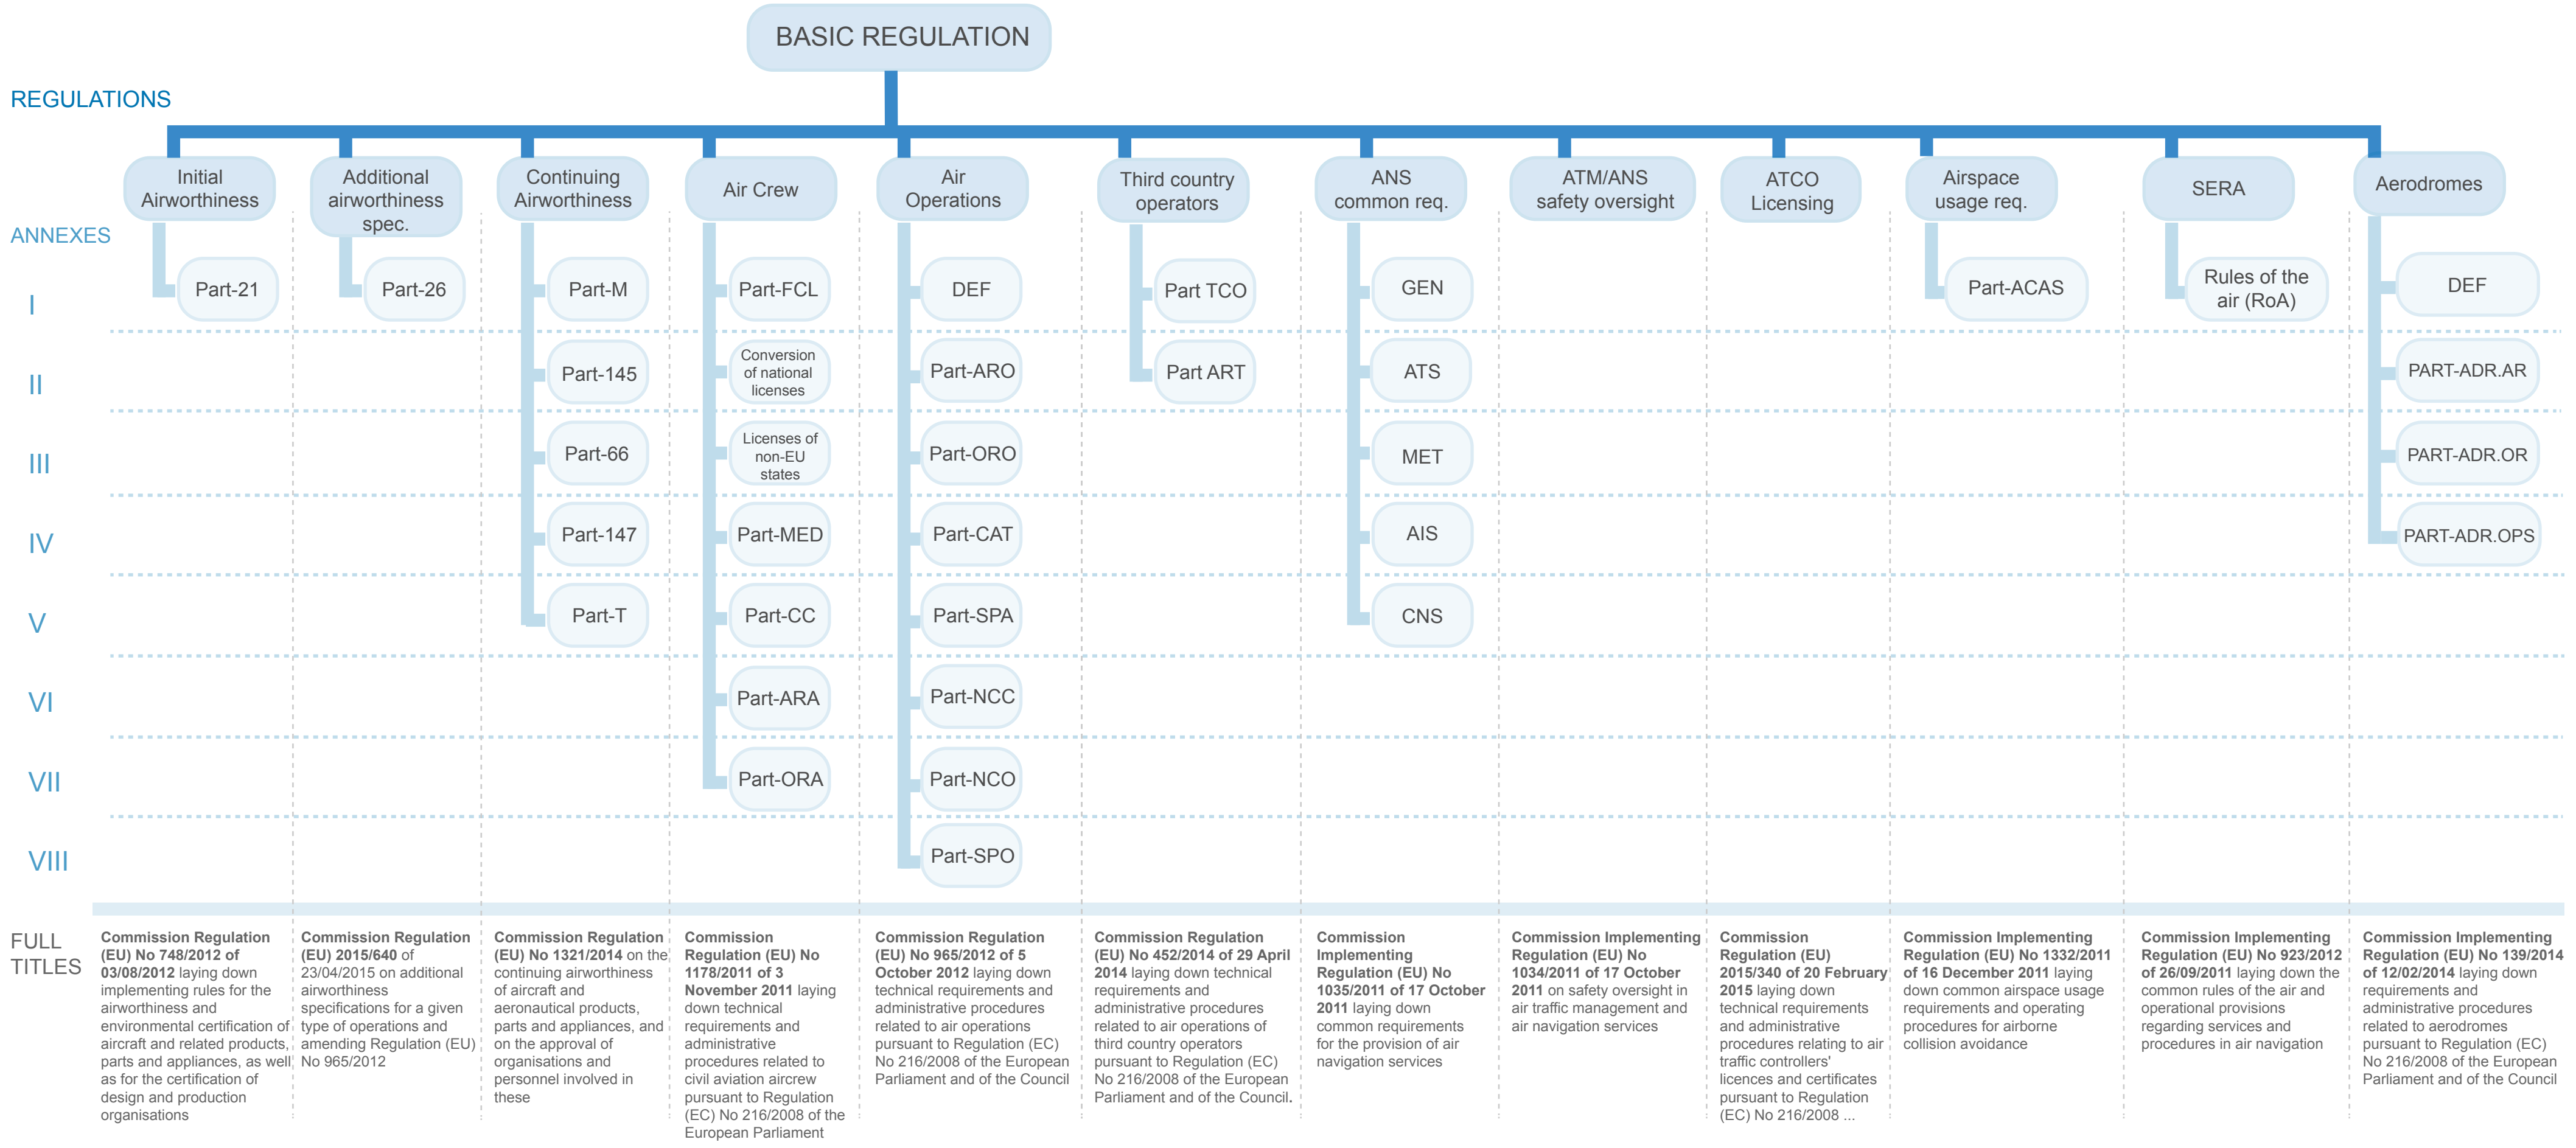 BASIC REGULATION
REGULATIONS
Initial
Airworthiness
Additional
airworthiness
spec.
Continuing
Airworthiness
Air Crew
Air
Operations
Third country
operators
ANS
common req.
ATM/ANS
safety oversight
ATCO
Licensing
Airspace
usage req.
SERA
Aerodromes
ANNEXES
I
Part-21
Part-26
Part-M
Part-FCL
DEF
Part TCO
GEN
Part-ACAS
Rules of the
air (RoA)
DEF
II
Part-145
Conversion
of national
licenses
Part-ARO
Part ART
ATS
PART-ADR.AR
III
Part-66
Licenses of
non-EU
states
Part-ORO
MET
PART-ADR.OR
IV
Part-147
Part-MED
Part-CAT
AIS
PART-ADR.OPS
V
Part-T
Part-CC
Part-SPA
CNS
VI
Part-ARA
Part-NCC
VII
Part-ORA
Part-NCO
VIII
Part-SPO
FULL
TITLES
Commission Regulation
(EU) No 748/2012 of
03/08/2012 laying down
implementing rules for the
airworthiness and
environmental certification of
aircraft and related products,
parts and appliances, as well
as for the certification of
design and production
organisations
Commission Regulation
(EU) 2015/640 of
23/04/2015 on additional
airworthiness
specifications for a given
type of operations and
amending Regulation (EU)
No 965/2012
Commission Regulation
(EU) No 1321/2014 on the
continuing airworthiness
of aircraft and
aeronautical products,
parts and appliances, and
on the approval of
organisations and
personnel involved in
these
Commission
Regulation (EU) No
1178/2011 of 3
November 2011 laying
down technical
requirements and
administrative
procedures related to
civil aviation aircrew
pursuant to Regulation
(EC) No 216/2008 of the
European Parliament
Commission Regulation
(EU) No 965/2012 of 5
October 2012 laying down
technical requirements and
administrative procedures
related to air operations
pursuant to Regulation (EC)
No 216/2008 of the European
Parliament and of the Council
Commission Regulation
(EU) No 452/2014 of 29 April
2014 laying down technical
requirements and
administrative procedures
related to air operations of
third country operators
pursuant to Regulation (EC)
No 216/2008 of the European
Parliament and of the Council.
Commission
Implementing
Regulation (EU) No
1035/2011 of 17 October
2011 laying down
common requirements
for the provision of air
navigation services
Commission Implementing
Regulation (EU) No
1034/2011 of 17 October
2011 on safety oversight in
air traffic management and
air navigation services
Commission
Regulation (EU)
2015/340 of 20 February
2015 laying down
technical requirements
and administrative
procedures relating to air
traffic controllers'
licences and certificates
pursuant to Regulation
(EC) No 216/2008 ...
Commission Implementing
Regulation (EU) No 1332/2011
of 16 December 2011 laying
down common airspace usage
requirements and operating
procedures for airborne
collision avoidance
Commission Implementing
Regulation (EU) No 923/2012
of 26/09/2011 laying down the
common rules of the air and
operational provisions
regarding services and
procedures in air navigation
Commission Implementing
Regulation (EU) No 139/2014
of 12/02/2014 laying down
requirements and
administrative procedures
related to aerodromes
pursuant to Regulation (EC)
No 216/2008 of the European
Parliament and of the Council